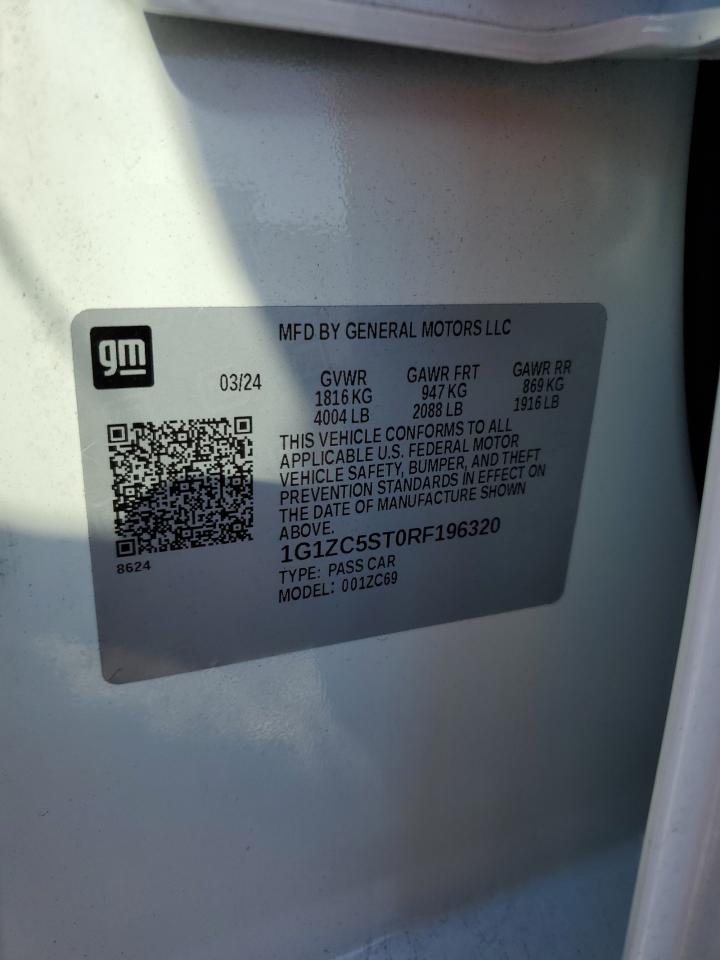 gm
MFD BY GENERAL MOTORS LLC
03/24
GVWR GAWR FRT GAWR RR
1816 KG 947 KG 869 KG
4004 LB 2088 LB 1916 LB
THIS VEHICLE CONFORMS TO ALL
APPLICABLE U.S. FEDERAL MOTOR
VEHICLE SAFETY, BUMPER, AND THEFT
PREVENTION STANDARDS IN EFFECT ON
THE DATE OF MANUFACTURE SHOWN
ABOVE.
1G1ZC5ST0RF196320
8624
TYPE: PASS CAR
MODEL: 001ZC69